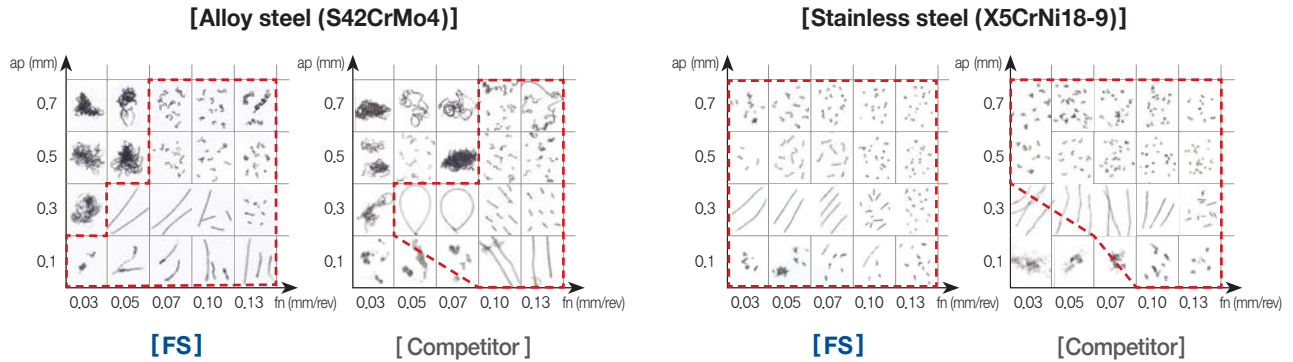 [Alloy steel (S42CrMo4)]
[Stainless steel (X5CrNi18-9)]
ap (mm)
0.7
0.5
0.3
0.1
0.03 0.05 0.07 0.10 0.13 fn (mm/rev)
[FS]
ap (mm)
0.7
0.5
0.3
0.1
0.03 0.05 0.07 0.10 0.13 fn (mm/rev)
[Competitor]
ap (mm)
0.7
0.5
0.3
0.1
0.03 0.05 0.07 0.10 0.13 fn (mm/rev)
[FS]
ap (mm)
0.7
0.5
0.3
0.1
0.03 0.05 0.07 0.10 0.13 fn (mm/rev)
[Competitor]